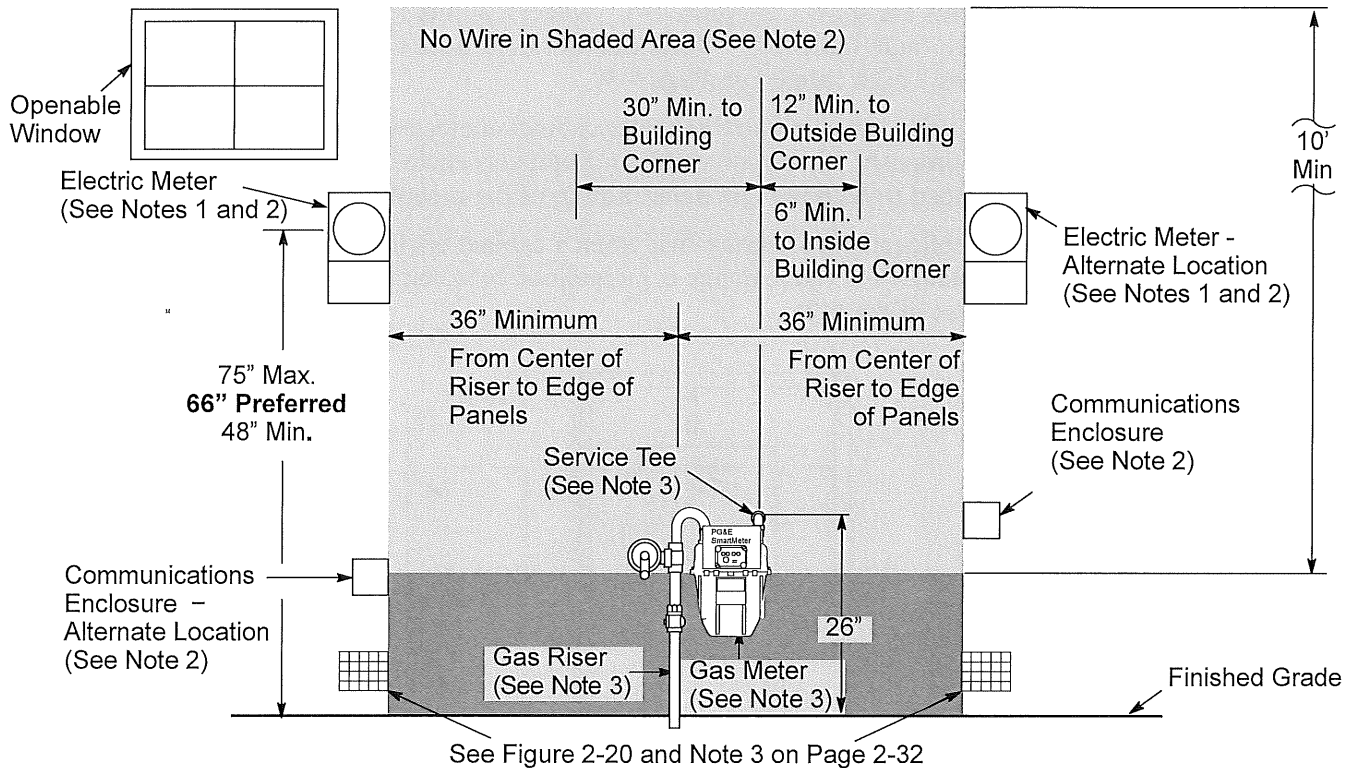 No Wire in Shaded Area (See Note 2)
Openable
Window
30” Min. to
Building
Corner
12” Min. to
Outside Building
Corner
10’
Min
Electric Meter
(See Notes 1 and 2)
6” Min.
to Inside
Building Corner
Electric Meter -
Alternate Location
(See Notes 1 and 2)
36” Minimum
From Center of
Riser to Edge of
Panels
36” Minimum
From Center of
Riser to Edge
of Panels
75” Max.
66” Preferred
48” Min.
Communications
Enclosure
(See Note 2)
Service Tee
(See Note 3)
PG&E
SmartMeter
Communications
Enclosure –
Alternate Location
(See Note 2)
26”
Gas Riser
(See Note 3)
Gas Meter
(See Note 3)
Finished Grade
See Figure 2-20 and Note 3 on Page 2-32